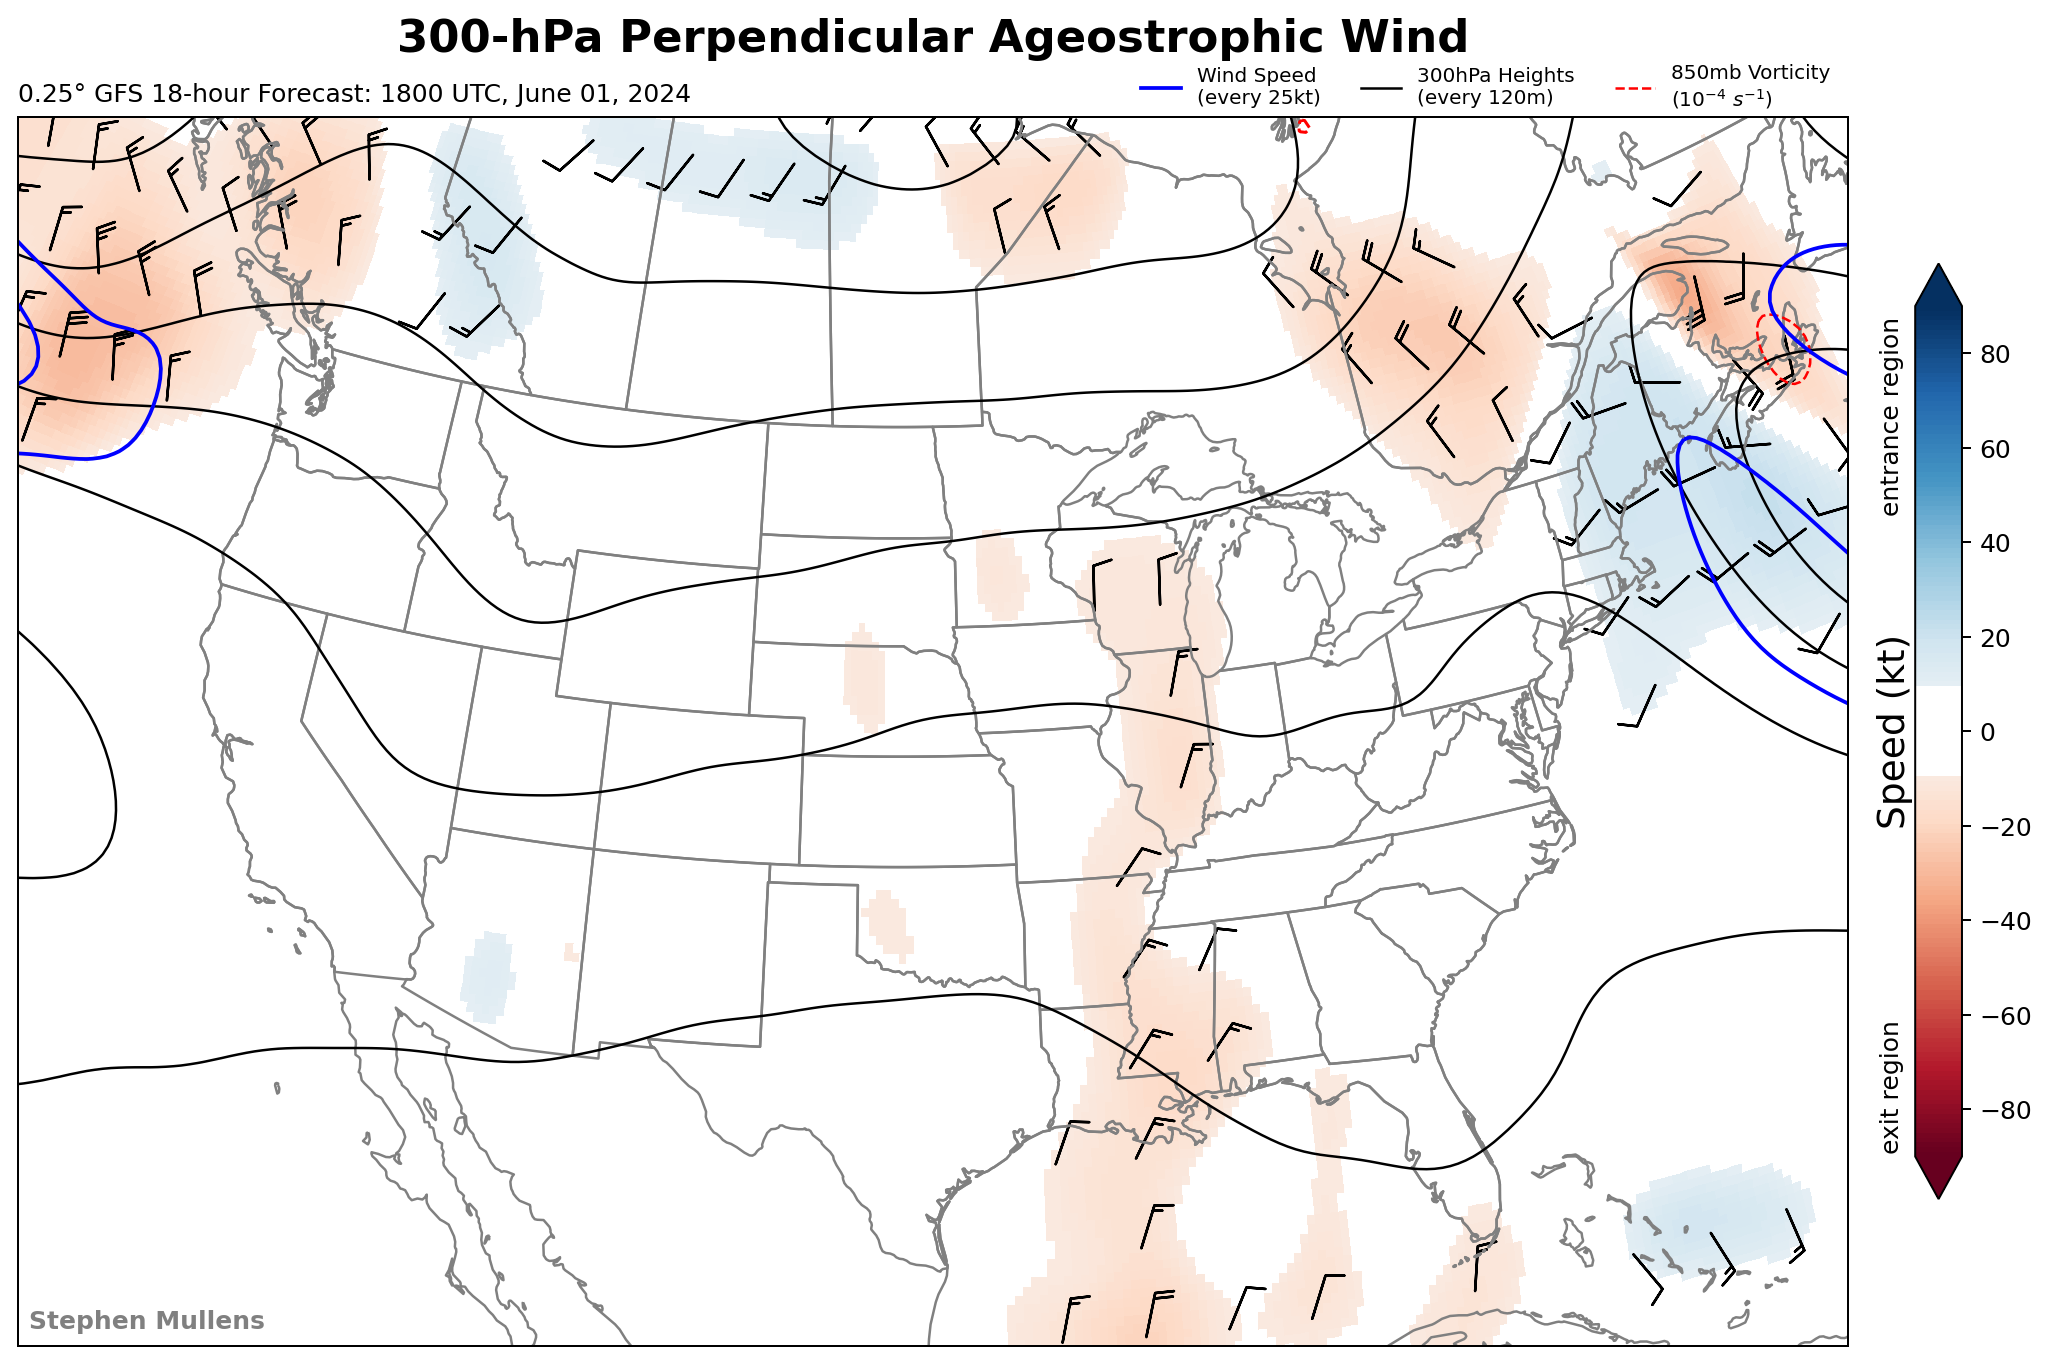 300-hPa Perpendicular Ageostrophic Wind
0.25° GFS 18-hour Forecast: 1800 UTC, June 01, 2024
Wind Speed
(every 25kt)
300hPa Heights
(every 120m)
850mb Vorticity
(10⁻⁴ s⁻¹)
entrance region
Speed (kt)
exit region
80
60
40
20
0
−20
−40
−60
−80
Stephen Mullens